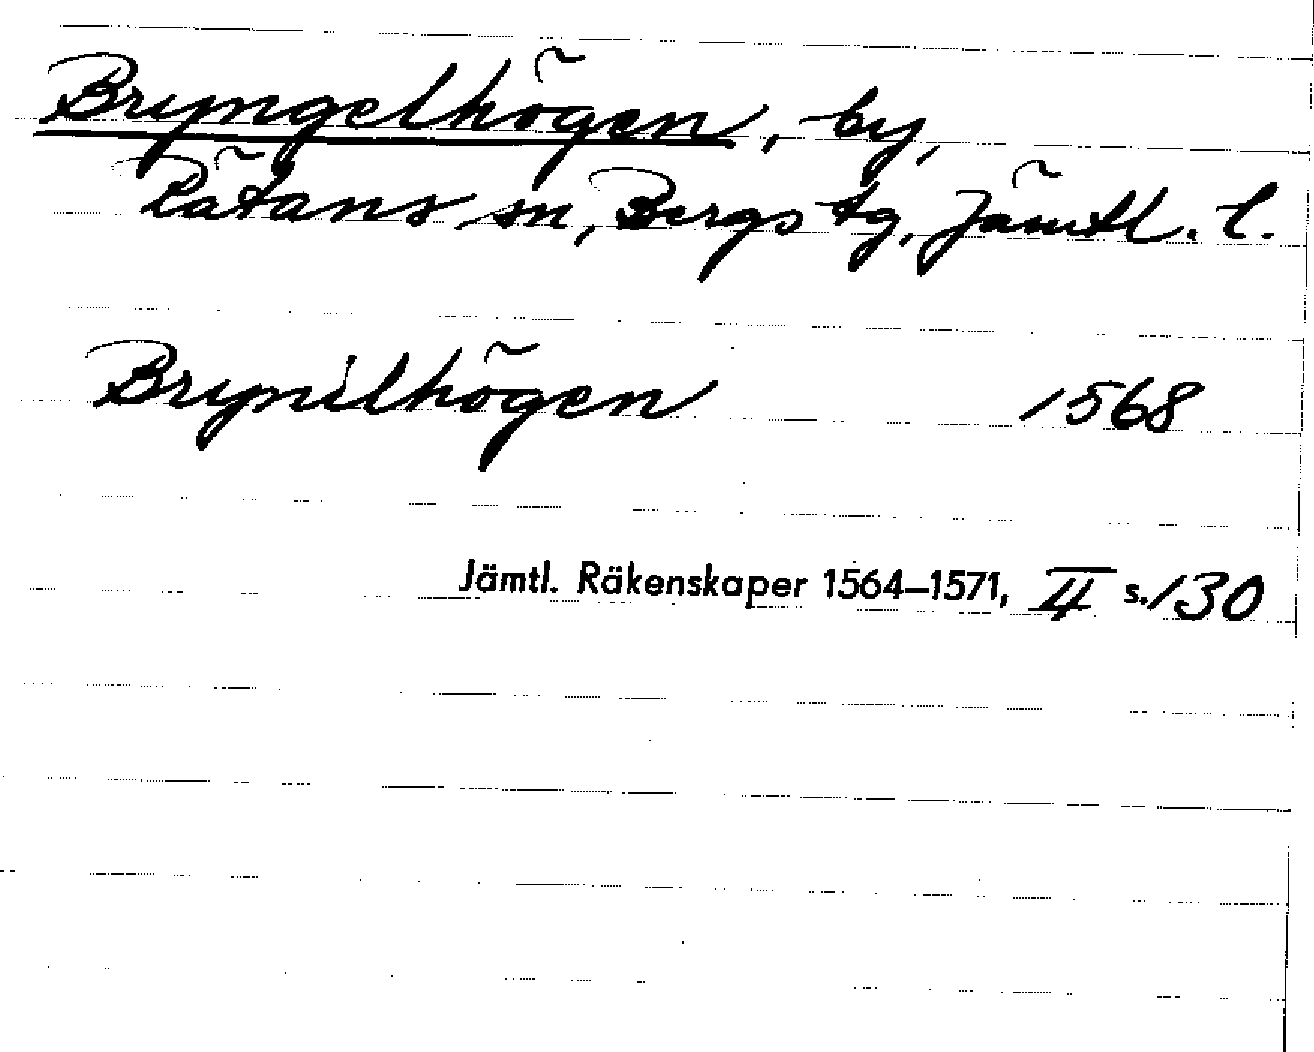 Bryngelhögen, by,
Rätans sn, Bergs tg, Jämtl. l.
Brynilhögen 1568
Jämtl. Räkenskaper 1564–1571, II s. 130